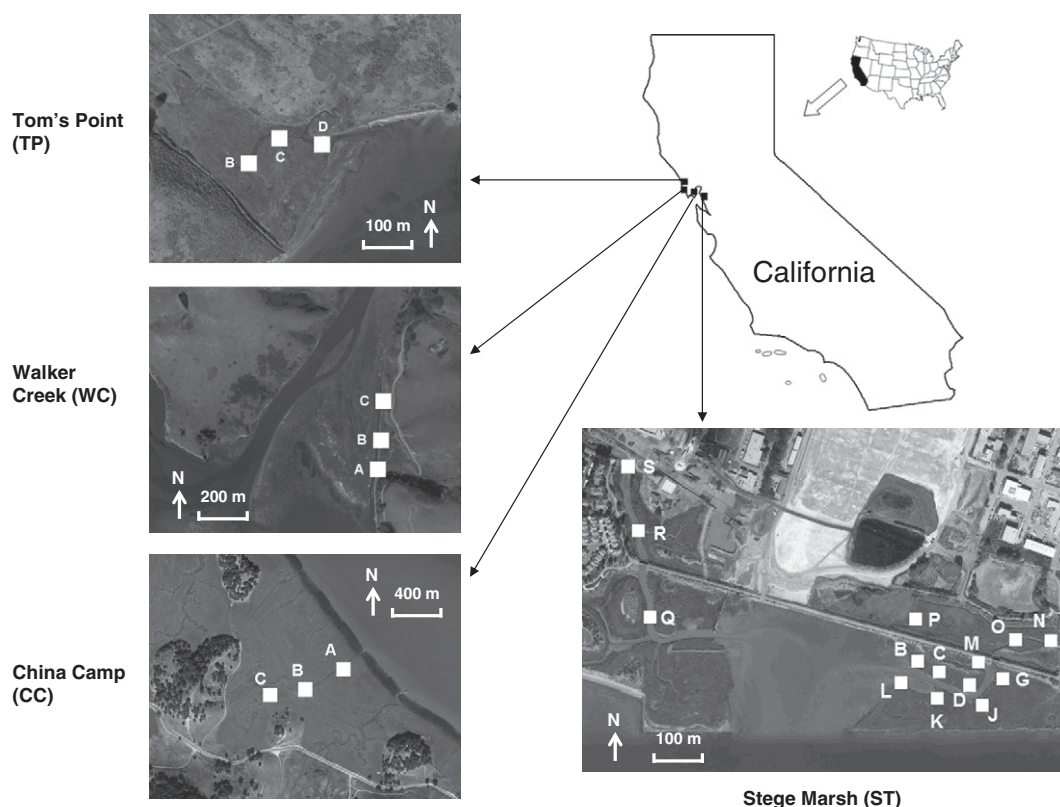 Tom's Point
(TP)
D
C
B
N
100 m
Walker
Creek (WC)
C
B
A
N
200 m
China Camp
(CC)
N
400 m
A
B
C
California
S
R
Q
P
O
N
B
C
M
G
L
D
K
J
N
100 m
Stege Marsh (ST)